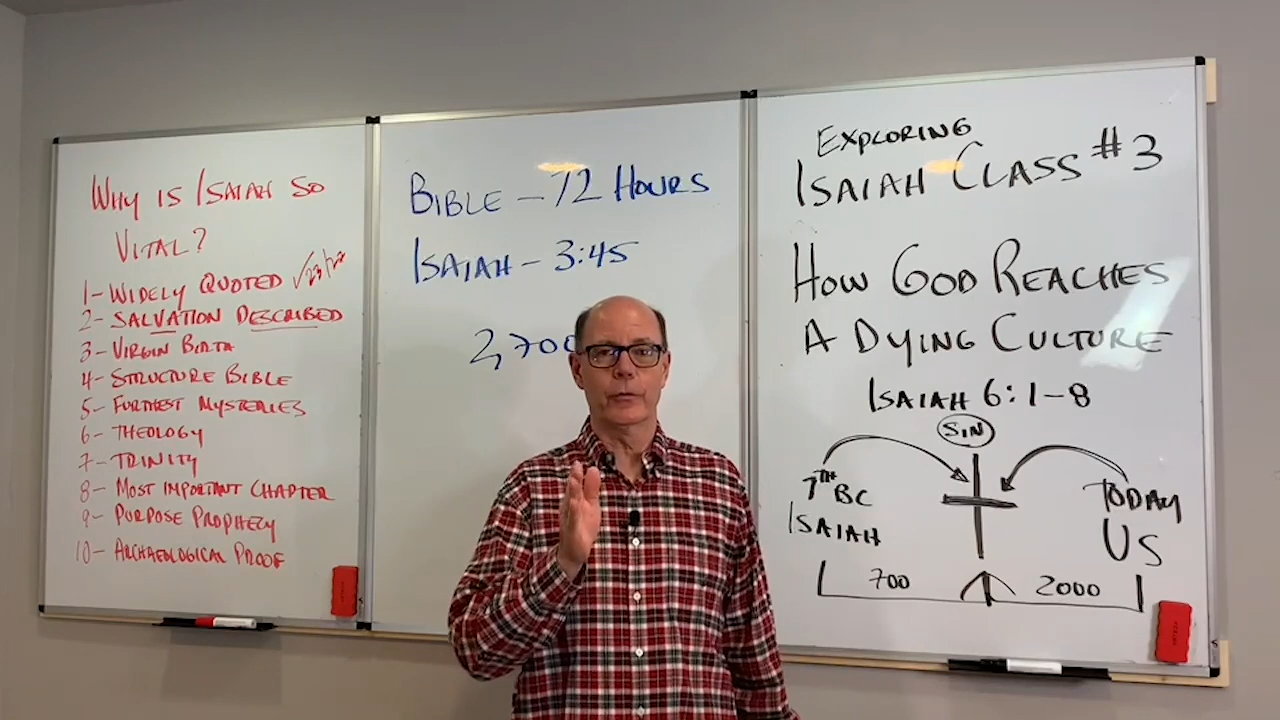 WHY IS ISAIAH SO
VITAL?
1- WIDELY QUOTED
2- SALVATION DESCRIBED
3- VIRGIN BIRTH
4- STRUCTURE BIBLE
5- FURTHEST MYSTERIES
6- THEOLOGY
7- TRINITY
8- MOST IMPORTANT CHAPTER
9- PURPOSE PROPHECY
10- ARCHAEOLOGICAL PROOF
BIBLE - 72 HOURS
ISAIAH - 3:45
2,700
EXPLORING
ISAIAH CLASS #3
HOW GOD REACHES
A DYING CULTURE
ISAIAH 6:1-8
SIN
7TH BC
ISAIAH
TODAY
US
700
2000